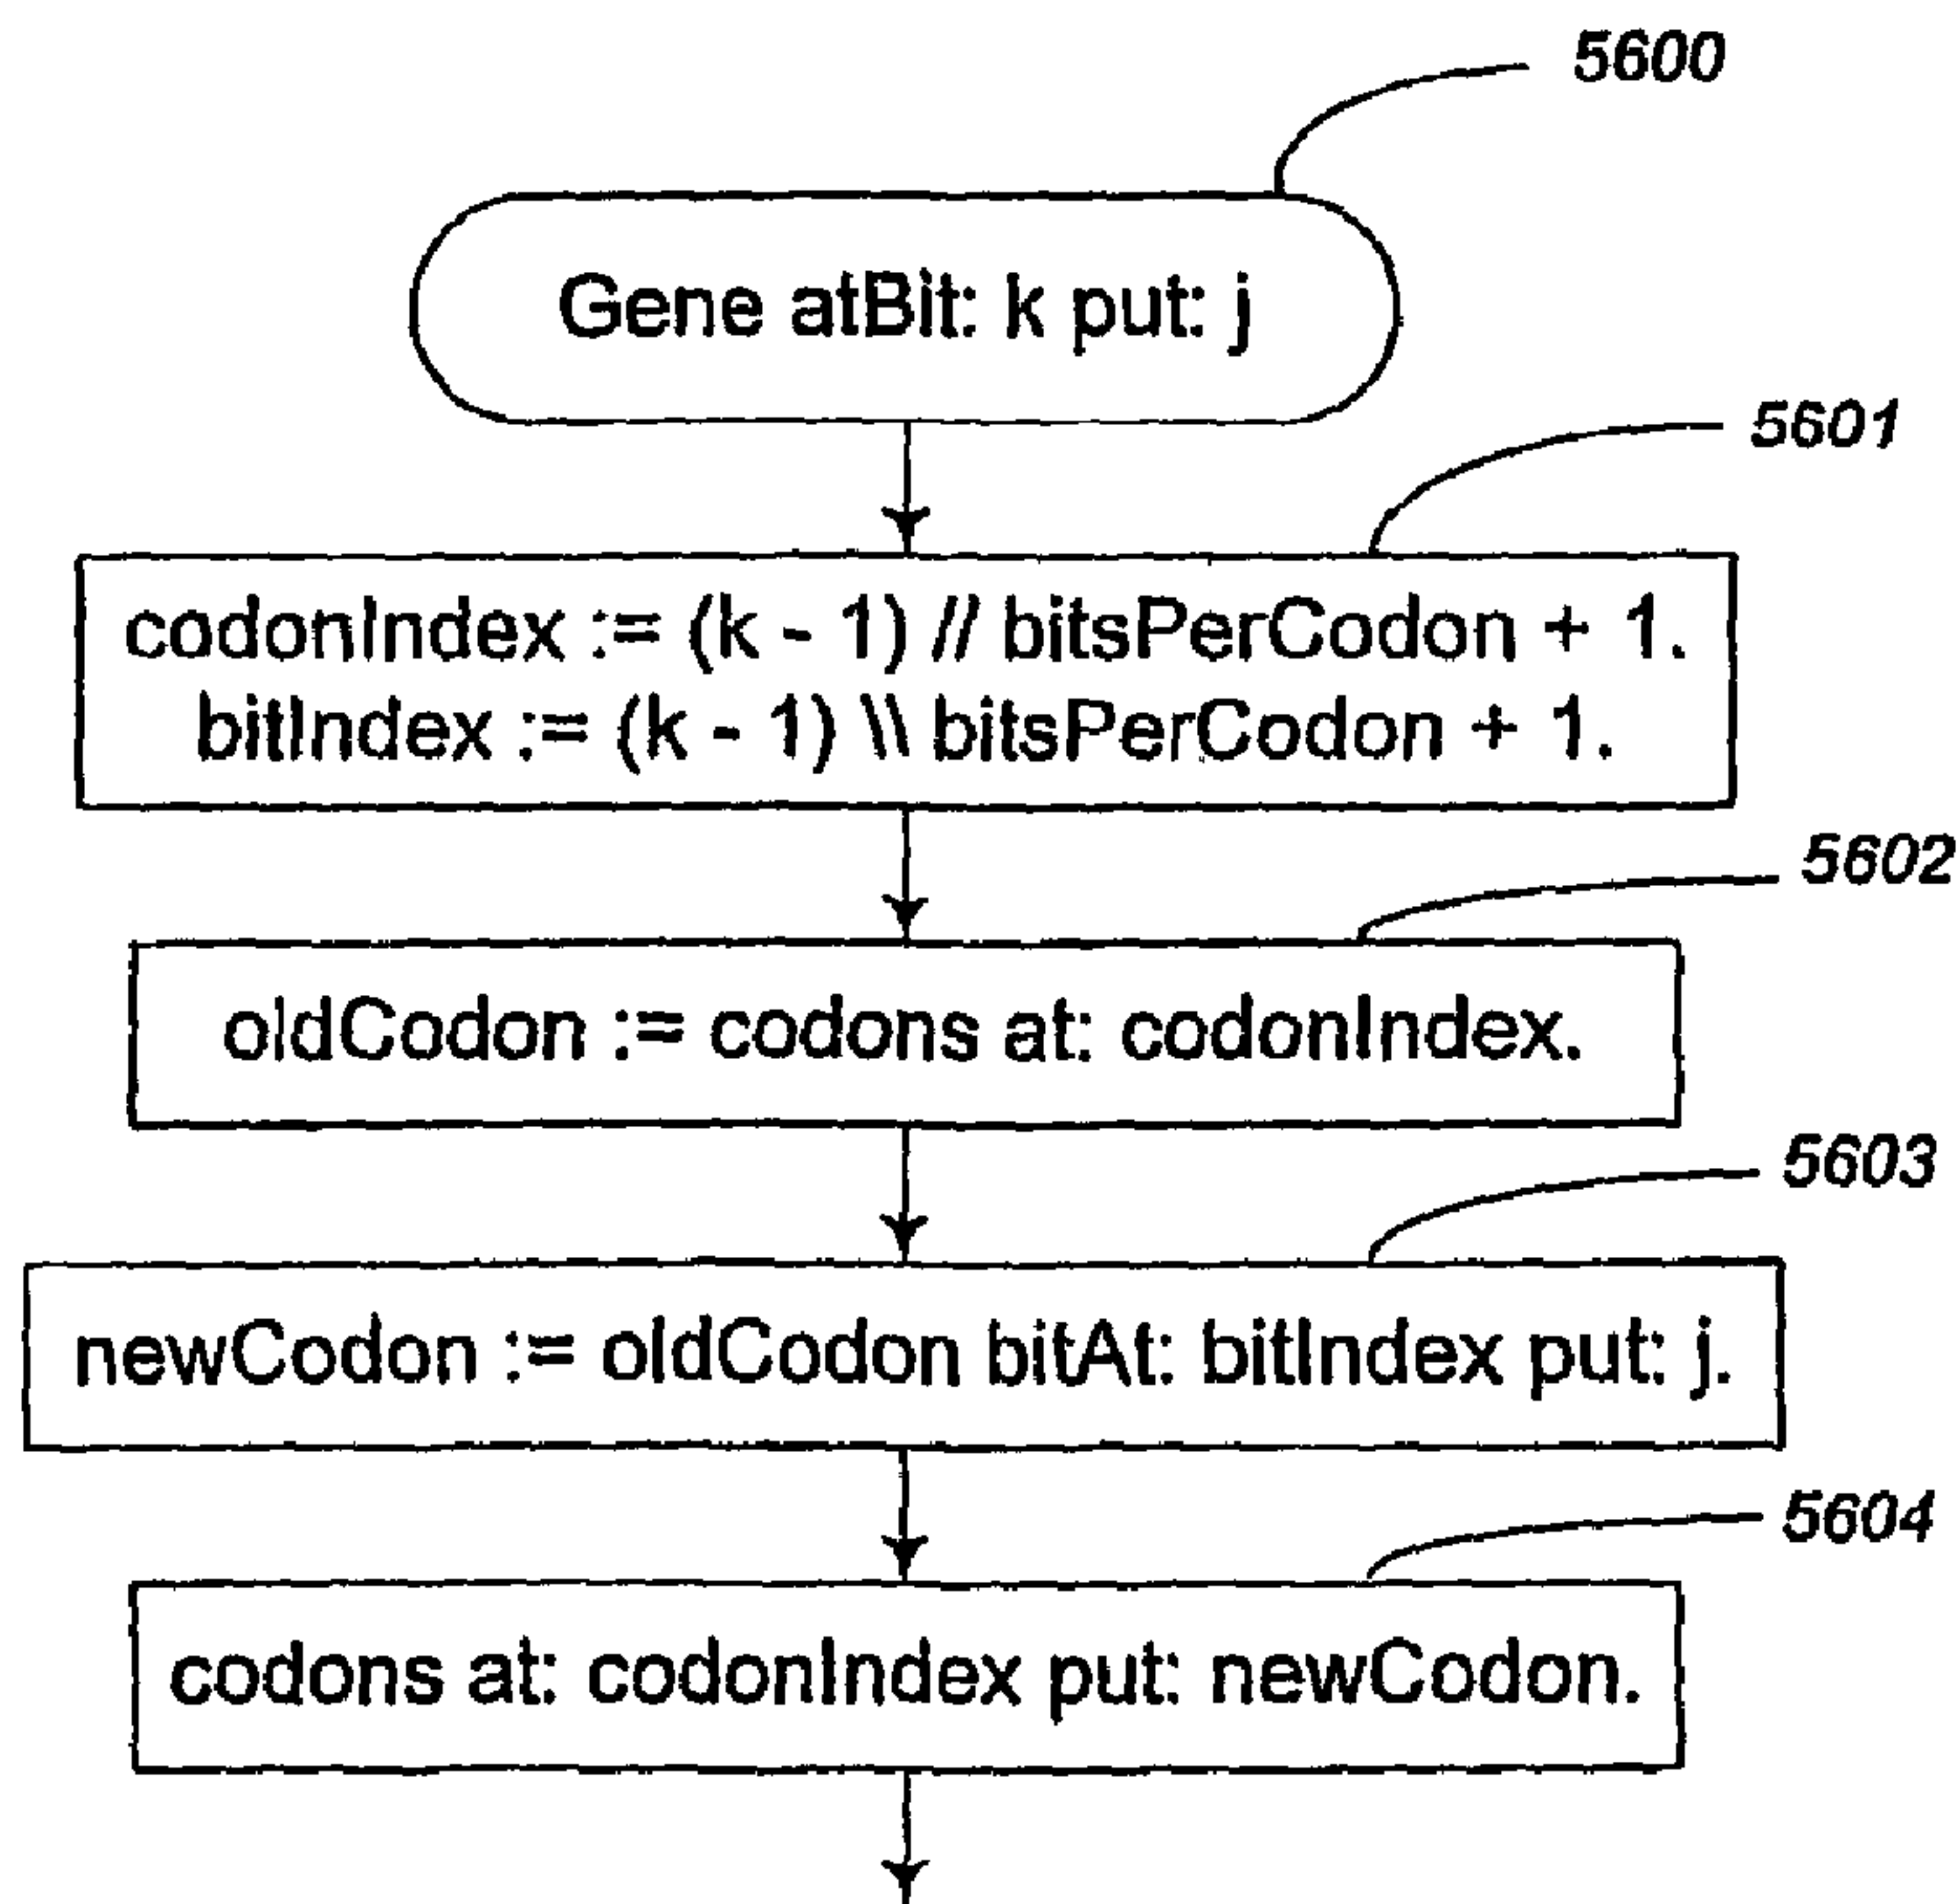 5600
Gene atBit: k put: j
5601
codonIndex := (k - 1) // bitsPerCodon + 1.
bitIndex := (k - 1) \\ bitsPerCodon + 1.
5602
oldCodon := codons at: codonIndex.
5603
newCodon := oldCodon bitAt: bitIndex put: j.
5604
codons at: codonIndex put: newCodon.